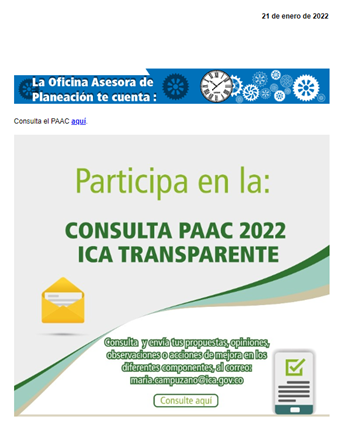 21 de enero de 2022
La Oficina Asesora de
Planeación te cuenta :
Consulta el PAAC aquí.
Participa en la:
CONSULTA PAAC 2022
ICA TRANSPARENTE
Consulta y envía tus propuestas, opiniones,
observaciones o acciones de mejora en los
diferentes componentes, al correo:
maria.campuzano@ica.gov.co
Consulte aquí